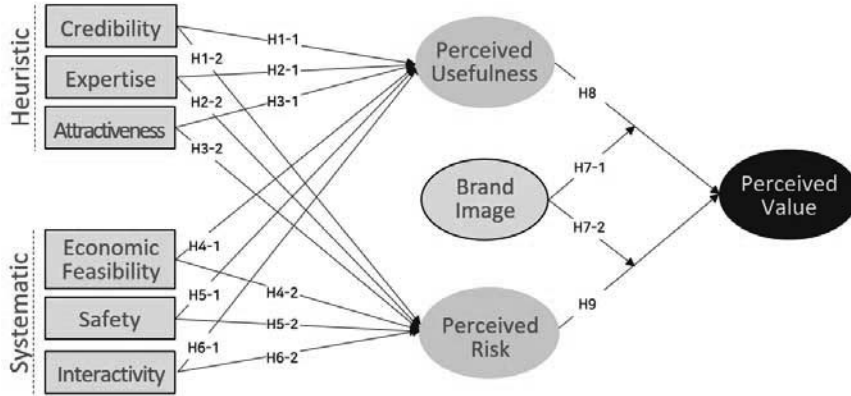 Heuristic
Credibility
Expertise
Attractiveness
Systematic
Economic
Feasibility
Safety
Interactivity
H1-1
H1-2
H2-1
H2-2
H3-1
H3-2
H4-1
H4-2
H5-1
H5-2
H6-1
H6-2
Perceived
Usefulness
Brand
Image
Perceived
Risk
H8
H7-1
H7-2
H9
Perceived
Value